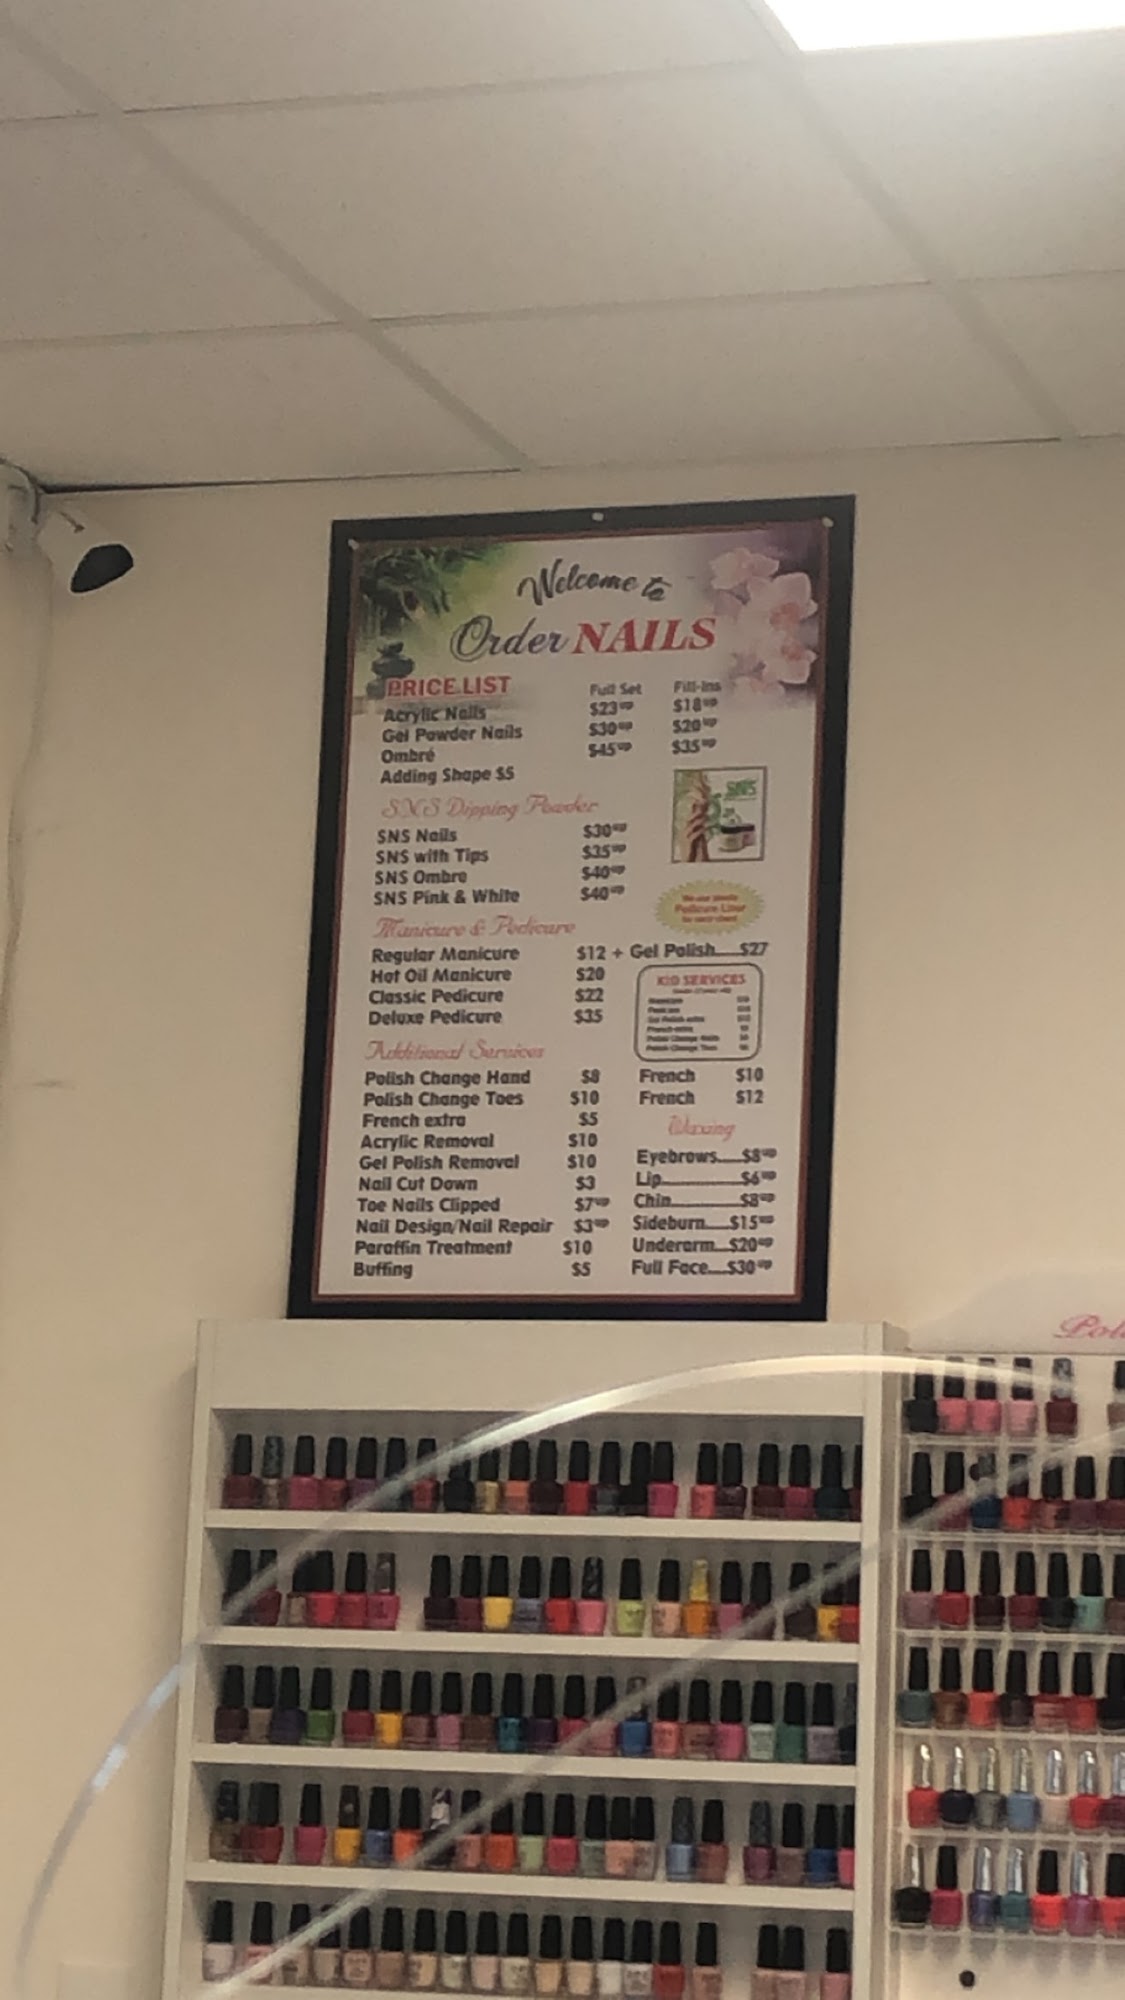 Welcome to
Order NAILS
PRICE LIST Full Set Fill-Ins
Acrylic Nails $23up $18up
Gel Powder Nails $30up $20up
Ombré $45up $35up
Adding Shape $5
SNS
SNS Dipping Powder
SNS Nails $30up
SNS with Tips $35up
SNS Ombre $40up
SNS Pink & White $40up
Pedicure Liner
Manicure & Pedicure
Regular Manicure $12 + Gel Polish.....$27
Hot Oil Manicure $20
Classic Pedicure $22
Deluxe Pedicure $35
KID SERVICES
Additional Services
Polish Change Hand $8 French $10
Polish Change Toes $10 French $12
French extra $5
Acrylic Removal $10
Gel Polish Removal $10
Nail Cut Down $3
Toe Nails Clipped $7up
Nail Design/Nail Repair $3up
Paraffin Treatment $10
Buffing $5
Waxing
Eyebrows.....$8up
Lip...............$6up
Chin.............$8up
Sideburn.....$15up
Underarm...$20up
Full Face.....$30up